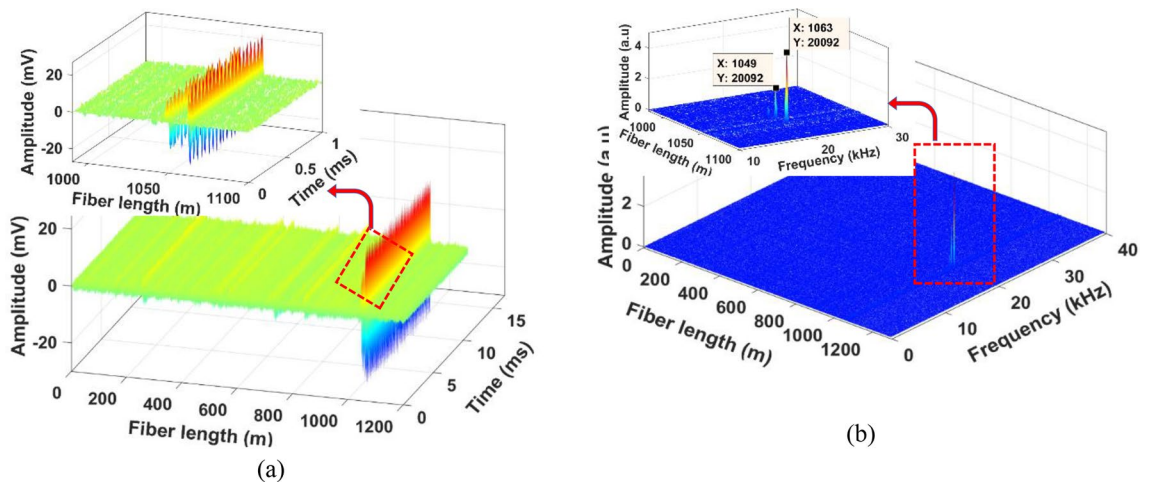 Amplitude (mV)
20
0
-20
1000
1050
1100
Fiber length (m)
0
0.5
1
Time (ms)
Amplitude (mV)
20
0
-20
0
200
400
600
800
1000
1200
Fiber length (m)
0
5
10
15
Time (ms)
(a)
(b)
Amplitude (a.u)
4
2
0
X: 1063
Y: 20092
X: 1049
Y: 20092
1000
1050
1100
Fiber length (m)
10
20
30
Frequency (kHz)
Amplitude (a.u)
2
0
0
200
400
600
800
1000
1200
Fiber length (m)
0
10
20
30
40
Frequency (kHz)
(b)